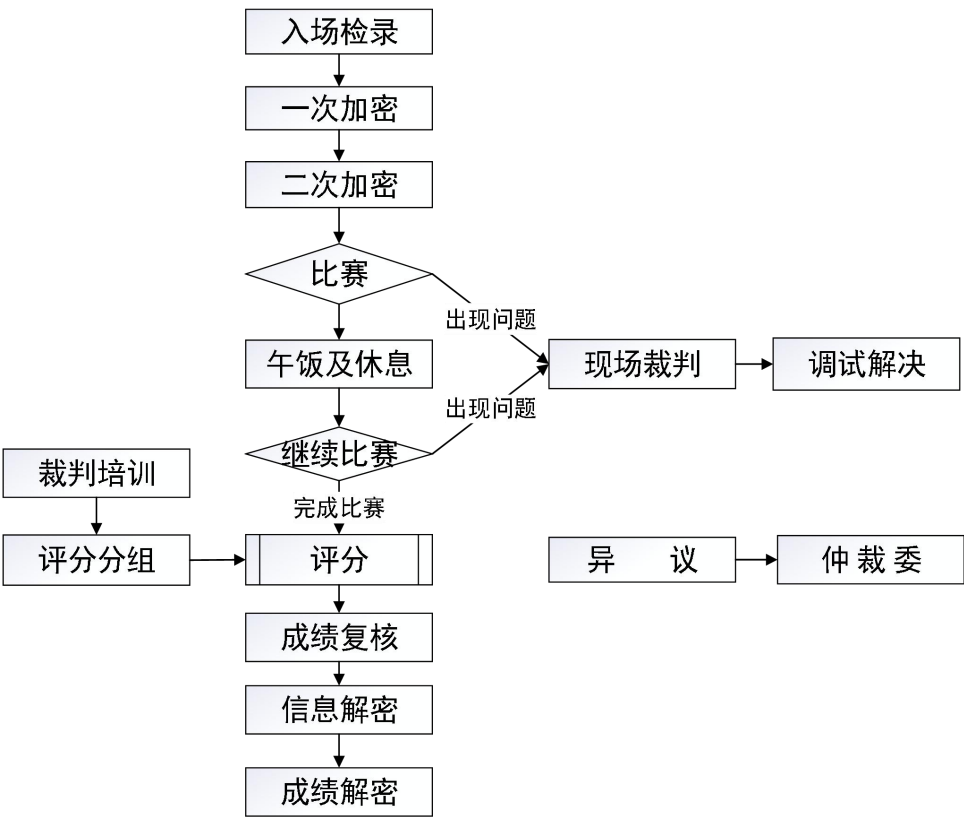 入场检录
一次加密
二次加密
比赛
出现问题
午饭及休息
现场裁判
调试解决
出现问题
继续比赛
裁判培训
完成比赛
评分分组
评分
异 议
仲裁委
成绩复核
信息解密
成绩解密